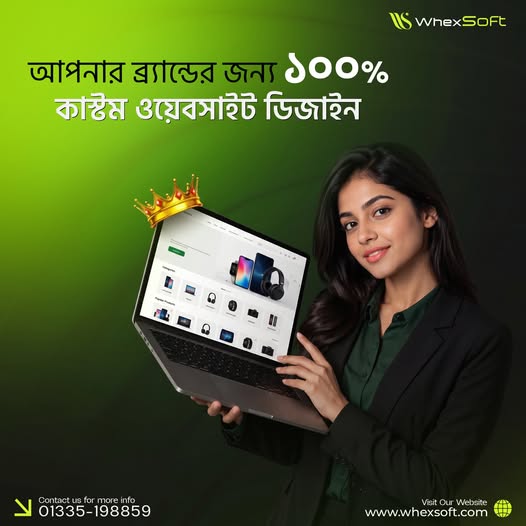 WhexSoft
আপনার ব্র্যান্ডের জন্য ১০০%
কাস্টম ওয়েবসাইট ডিজাইন
Contact us for more info
01335-198859
Visit Our Website
www.whexsoft.com